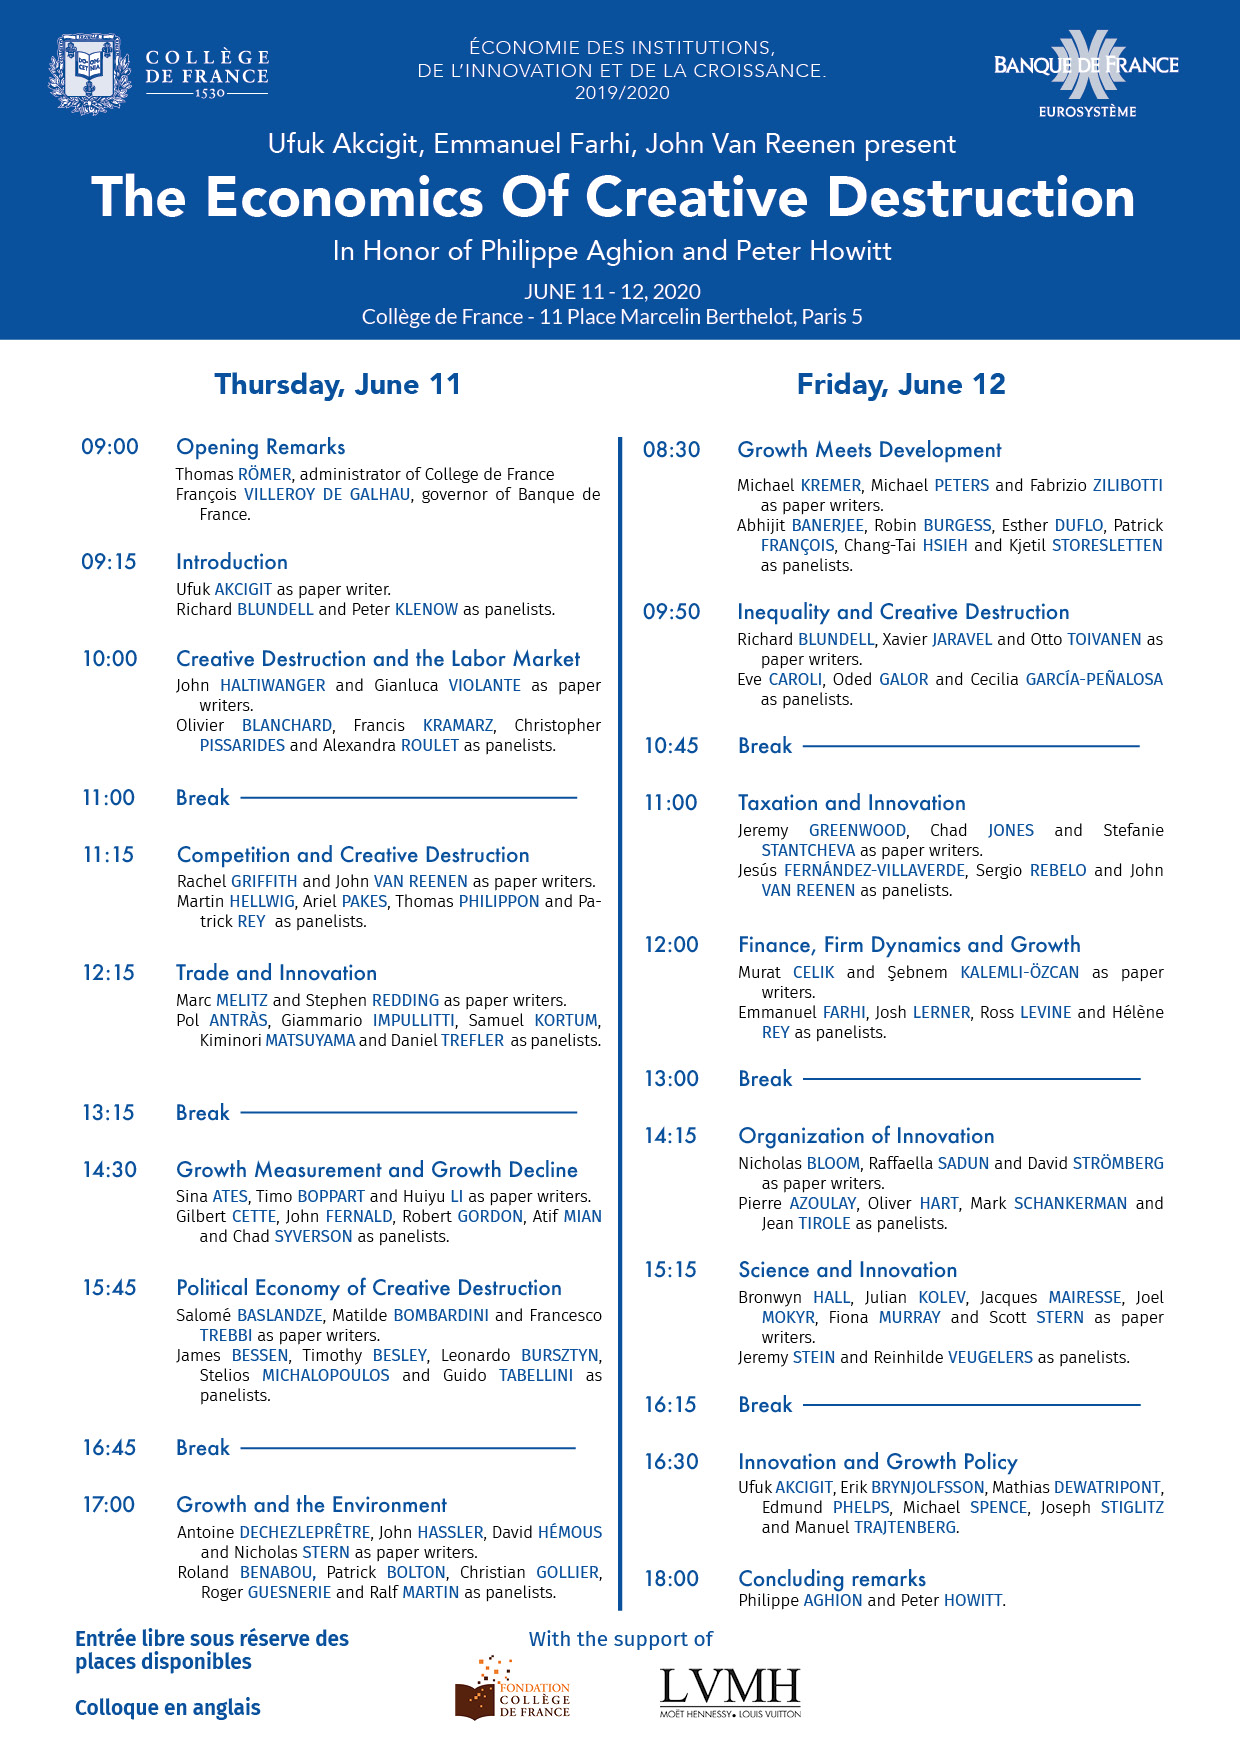 COLLÈGE
DE FRANCE
1530
ÉCONOMIE DES INSTITUTIONS,
DE L'INNOVATION ET DE LA CROISSANCE.
2019/2020
BANQUE DE FRANCE
EUROSYSTÈME
Ufuk Akcigit, Emmanuel Farhi, John Van Reenen present
The Economics Of Creative Destruction
In Honor of Philippe Aghion and Peter Howitt
JUNE 11 - 12, 2020
Collège de France - 11 Place Marcelin Berthelot, Paris 5
Thursday, June 11
09:00 Opening Remarks
Thomas RÖMER, administrator of College de France
François VILLEROY DE GALHAU, governor of Banque de
France.
09:15 Introduction
Ufuk AKCIGIT as paper writer.
Richard BLUNDELL and Peter KLENOW as panelists.
10:00 Creative Destruction and the Labor Market
John HALTIWANGER and Gianluca VIOLANTE as paper
writers.
Olivier BLANCHARD, Francis KRAMARZ, Christopher
PISSARIDES and Alexandra ROULET as panelists.
11:00 Break
11:15 Competition and Creative Destruction
Rachel GRIFFITH and John VAN REENEN as paper writers.
Martin HELLWIG, Ariel PAKES, Thomas PHILIPPON and Pa-
trick REY as panelists.
12:15 Trade and Innovation
Marc MELITZ and Stephen REDDING as paper writers.
Pol ANTRÀS, Giammario IMPULLITTI, Samuel KORTUM,
Kiminori MATSUYAMA and Daniel TREFLER as panelists.
13:15 Break
14:30 Growth Measurement and Growth Decline
Sina ATES, Timo BOPPART and Huiyu LI as paper writers.
Gilbert CETTE, John FERNALD, Robert GORDON, Atif MIAN
and Chad SYVERSON as panelists.
15:45 Political Economy of Creative Destruction
Salomé BASLANDZE, Matilde BOMBARDINI and Francesco
TREBBI as paper writers.
James BESSEN, Timothy BESLEY, Leonardo BURSZTYN,
Stelios MICHALOPOULOS and Guido TABELLINI as
panelists.
16:45 Break
17:00 Growth and the Environment
Antoine DECHEZLEPRÊTRE, John HASSLER, David HÉMOUS
and Nicholas STERN as paper writers.
Roland BENABOU, Patrick BOLTON, Christian GOLLIER,
Roger GUESNERIE and Ralf MARTIN as panelists.
Friday, June 12
08:30 Growth Meets Development
Michael KREMER, Michael PETERS and Fabrizio ZILIBOTTI
as paper writers.
Abhijit BANERJEE, Robin BURGESS, Esther DUFLO, Patrick
FRANÇOIS, Chang-Tai HSIEH and Kjetil STORESLETTEN
as panelists.
09:50 Inequality and Creative Destruction
Richard BLUNDELL, Xavier JARAVEL and Otto TOIVANEN as
paper writers.
Eve CAROLI, Oded GALOR and Cecilia GARCÍA-PEÑALOSA
as panelists.
10:45 Break
11:00 Taxation and Innovation
Jeremy GREENWOOD, Chad JONES and Stefanie
STANTCHEVA as paper writers.
Jesús FERNÁNDEZ-VILLAVERDE, Sergio REBELO and John
VAN REENEN as panelists.
12:00 Finance, Firm Dynamics and Growth
Murat CELIK and Şebnem KALEMLI-ÖZCAN as paper
writers.
Emmanuel FARHI, Josh LERNER, Ross LEVINE and Hélène
REY as panelists.
13:00 Break
14:15 Organization of Innovation
Nicholas BLOOM, Raffaella SADUN and David STRÖMBERG
as paper writers.
Pierre AZOULAY, Oliver HART, Mark SCHANKERMAN and
Jean TIROLE as panelists.
15:15 Science and Innovation
Bronwyn HALL, Julian KOLEV, Jacques MAIRESSE, Joel
MOKYR, Fiona MURRAY and Scott STERN as paper
writers.
Jeremy STEIN and Reinhilde VEUGELERS as panelists.
16:15 Break
16:30 Innovation and Growth Policy
Ufuk AKCIGIT, Erik BRYNJOLFSSON, Mathias DEWATRIPONT,
Edmund PHELPS, Michael SPENCE, Joseph STIGLITZ
and Manuel TRAJTENBERG.
18:00 Concluding remarks
Philippe AGHION and Peter HOWITT.
Entrée libre sous réserve des
places disponibles
Colloque en anglais
With the support of
FONDATION
COLLÈGE
DE FRANCE
LVMH
MOËT HENNESSY • LOUIS VUITTON